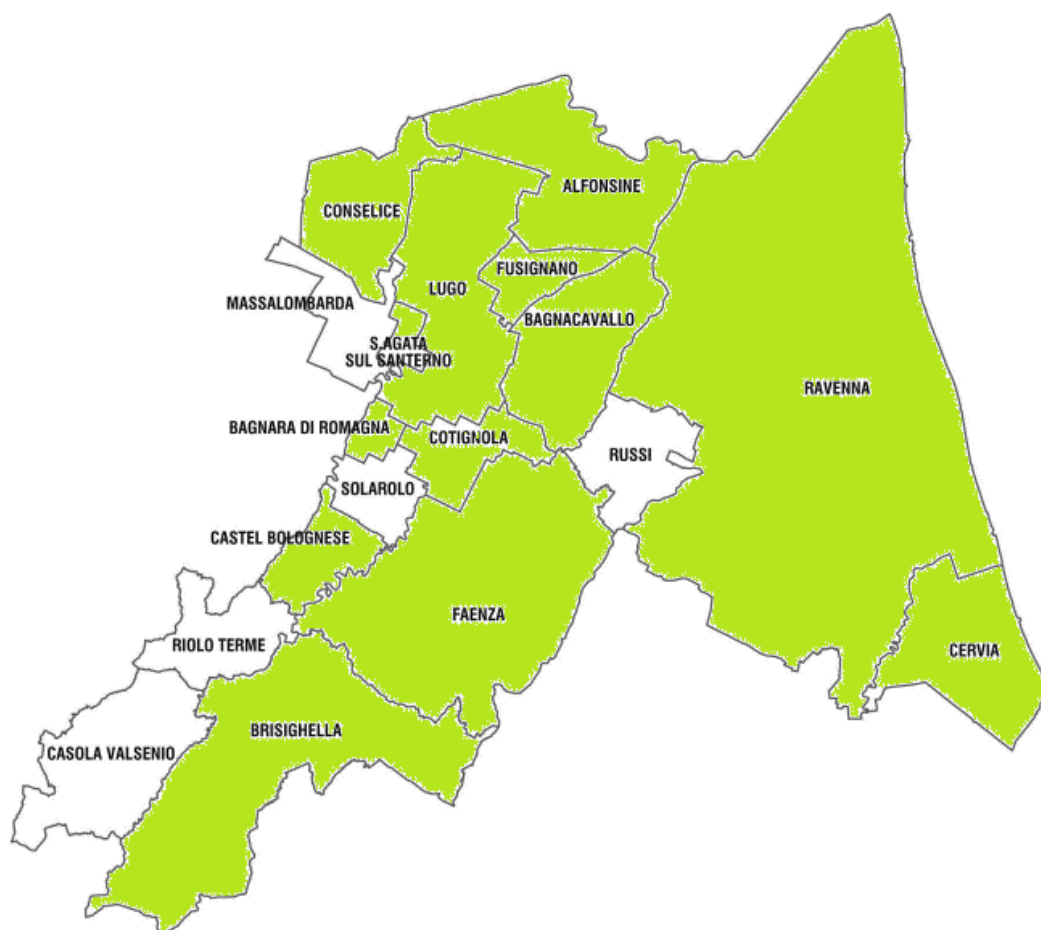 ALFONSINE
CONSELICE
FUSIGNANO
LUGO
MASSALOMBARDA
BAGNACAVALLO
S.AGATA
SUL SANTERNO
RAVENNA
BAGNARA DI ROMAGNA
COTIGNOLA
RUSSI
SOLAROLO
CASTEL BOLOGNESE
FAENZA
RIOLO TERME
CERVIA
BRISIGHELLA
CASOLA VALSENIO